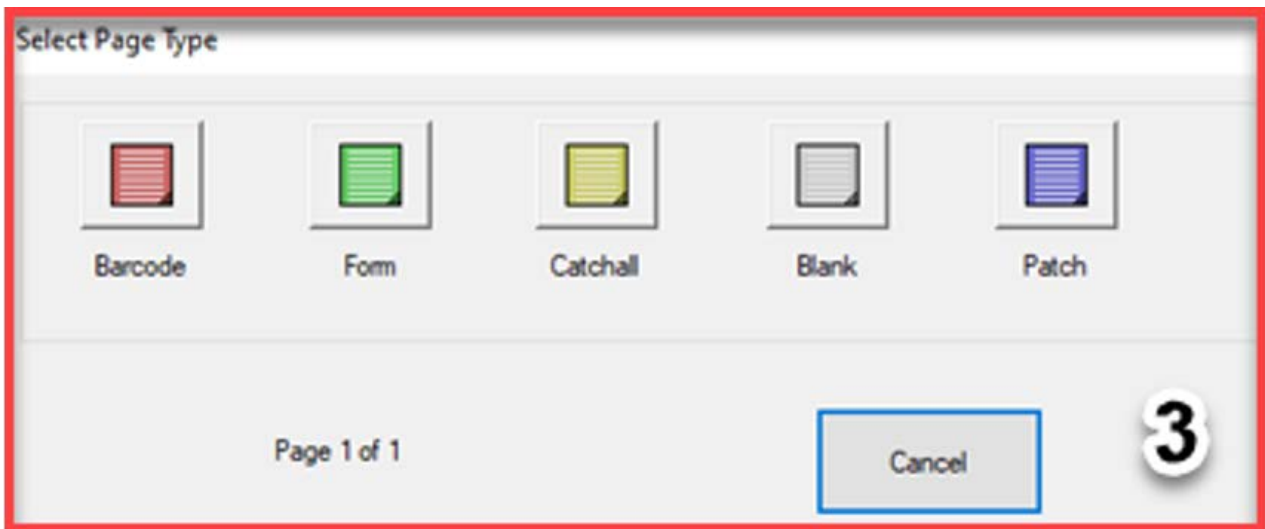 Select Page Type
Barcode Form Catchall Blank Patch
Page 1 of 1 Cancel 3